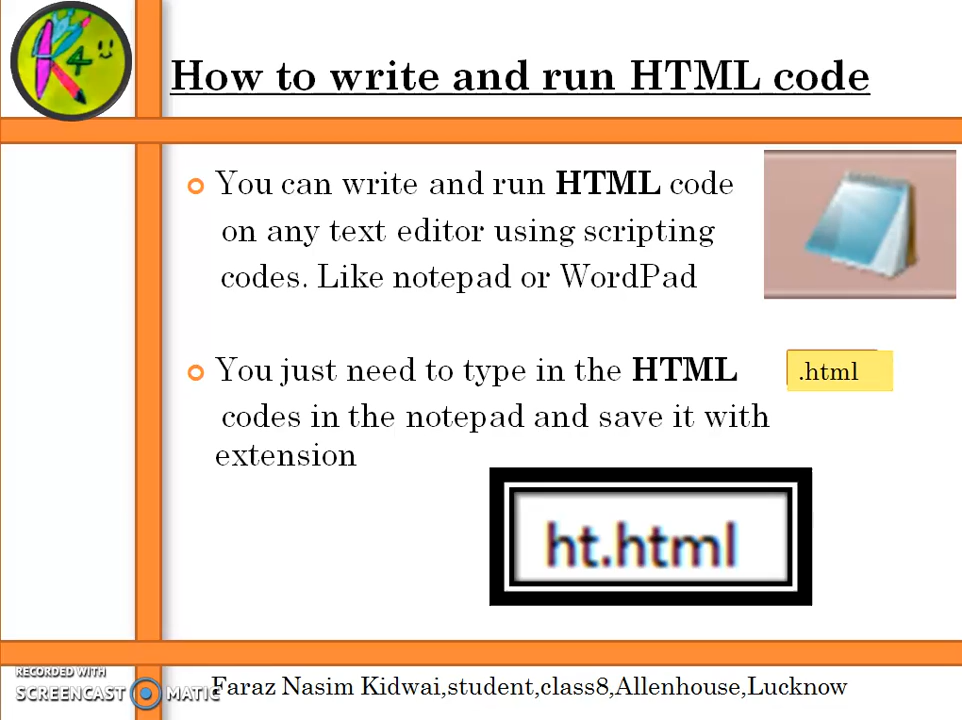 K4
How to write and run HTML code
You can write and run HTML code
on any text editor using scripting
codes. Like notepad or WordPad
You just need to type in the HTML
.html
codes in the notepad and save it with
extension
ht.html
RECORDED WITH
SCREENCAST MATIC
Faraz Nasim Kidwai,student,class8,Allenhouse,Lucknow